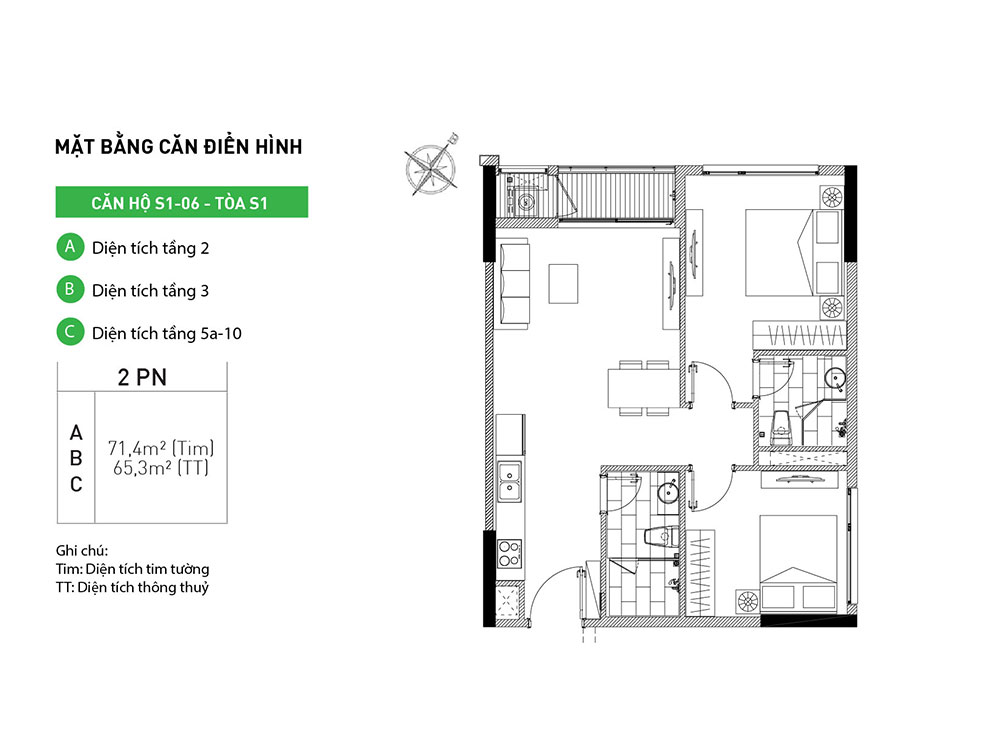 MẶT BẰNG CĂN ĐIỂN HÌNH
CĂN HỘ S1-06 - TÒA S1
A Diện tích tầng 2
B Diện tích tầng 3
C Diện tích tầng 5a-10
2 PN
A
B
C
71,4m² (Tim)
65,3m² (TT)
Ghi chú:
Tim: Diện tích tim tường
TT: Diện tích thông thuỷ
B